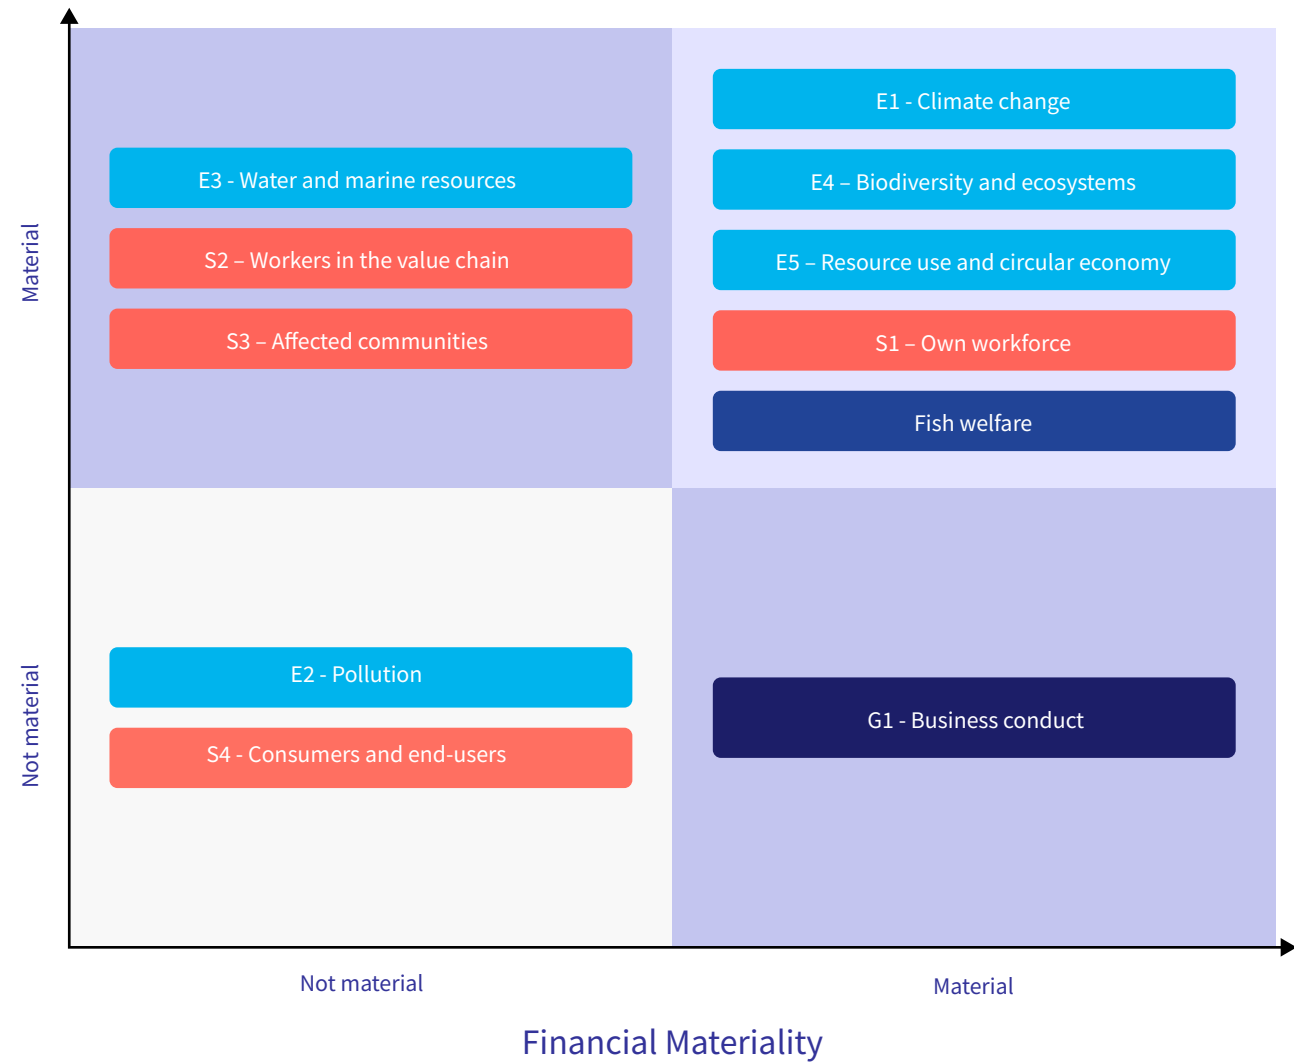 Material
E3 - Water and marine resources
S2 – Workers in the value chain
S3 – Affected communities
E1 - Climate change
E4 – Biodiversity and ecosystems
E5 – Resource use and circular economy
S1 – Own workforce
Fish welfare
Not material
E2 - Pollution
S4 - Consumers and end-users
G1 - Business conduct
Not material
Material
Financial Materiality